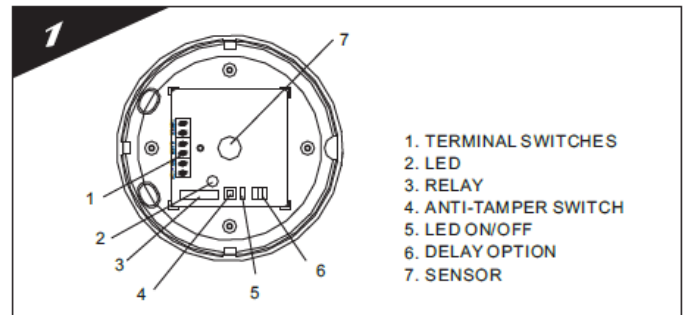 1
7
1. TERMINAL SWITCHES
2. LED
3. RELAY
4. ANTI-TAMPER SWITCH
5. LED ON/OFF
6. DELAY OPTION
7. SENSOR
1
2
3
4
5
6